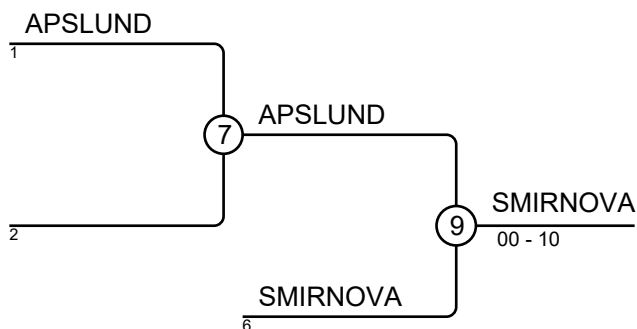 APSLUND
1
7
APSLUND
2
9
SMIRNOVA
00 - 10
SMIRNOVA
6